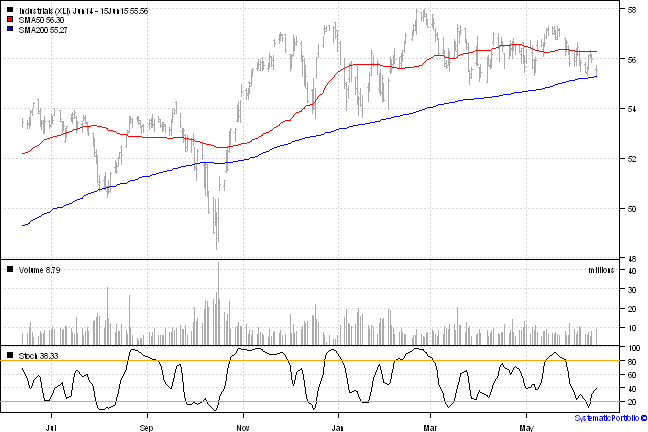 Industrials (XLI) Jun14 - 15Jun15 55.56
SMA50 56.30
SMA200 55.27
58
56
54
52
50
48
Volume 8.79
millions
40
30
20
10
Stoch 38.33
100
80
60
40
20
Jul
Sep
Nov
Jan
Mar
May
SystematicPortfolio ©